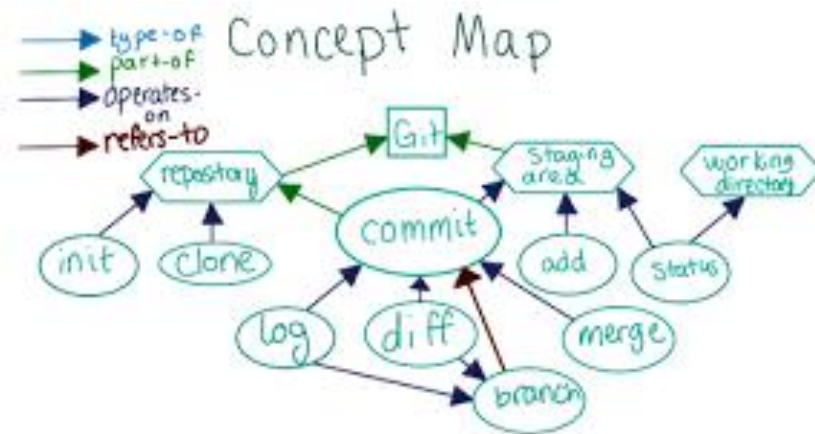 Concept Map
type-of
part-of
operates-
on
refers-to
Git
repository
staging
area
working
directory
commit
init
clone
add
status
log
diff
merge
branch